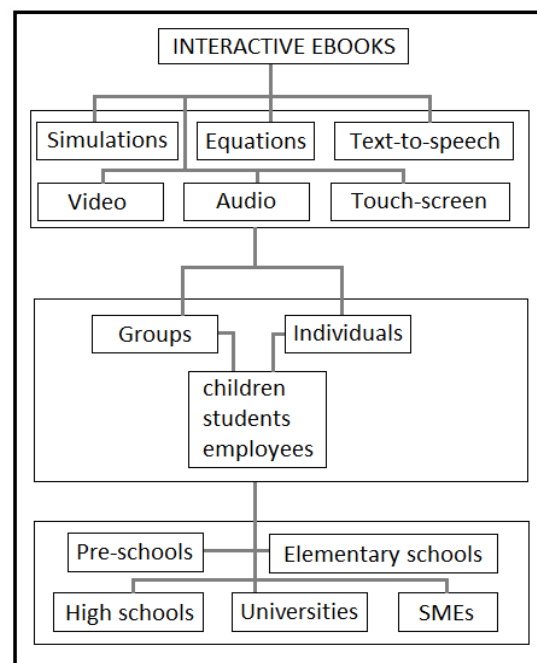 INTERACTIVE EBOOKS
Simulations
Equations
Text-to-speech
Video
Audio
Touch-screen
Groups
Individuals
children
students
employees
Pre-schools
Elementary schools
High schools
Universities
SMEs